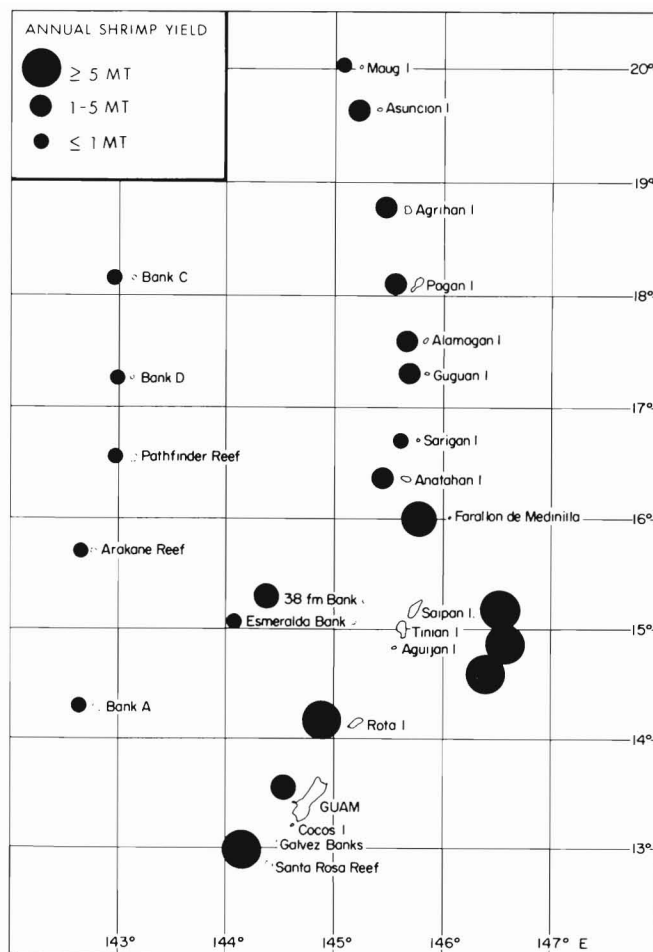 ANNUAL SHRIMP YIELD
≥ 5 MT
1-5 MT
≤ 1 MT
Maug I
20°
Asuncion I
19°
Agrihan I
Bank C
Pagan I
18°
Alamagan I
Bank D
Guguan I
17°
Sarigan I
Pathfinder Reef
Anatahan I
Farallon de Medinilla
16°
Arakane Reef
38 fm Bank
Saipan I.
Esmeralda Bank
Tinian I
15°
Aguijan I
Bank A
Rota I
14°
GUAM
Cocos I
Galvez Banks
13°
Santa Rosa Reef
143°
144°
145°
146°
147° E